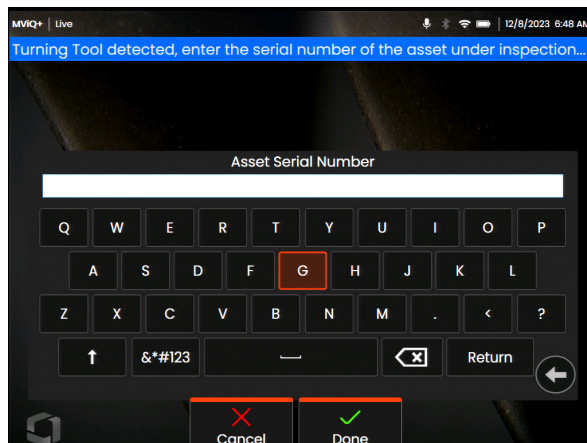 MViQ+ | Live 12/8/2023 6:48 AM
Turning Tool detected, enter the serial number of the asset under inspection...
Asset Serial Number
Q W E R T Y U I O P
A S D F G H J K L
Z X C V B N M . < ?
&*#123 Return
Cancel Done